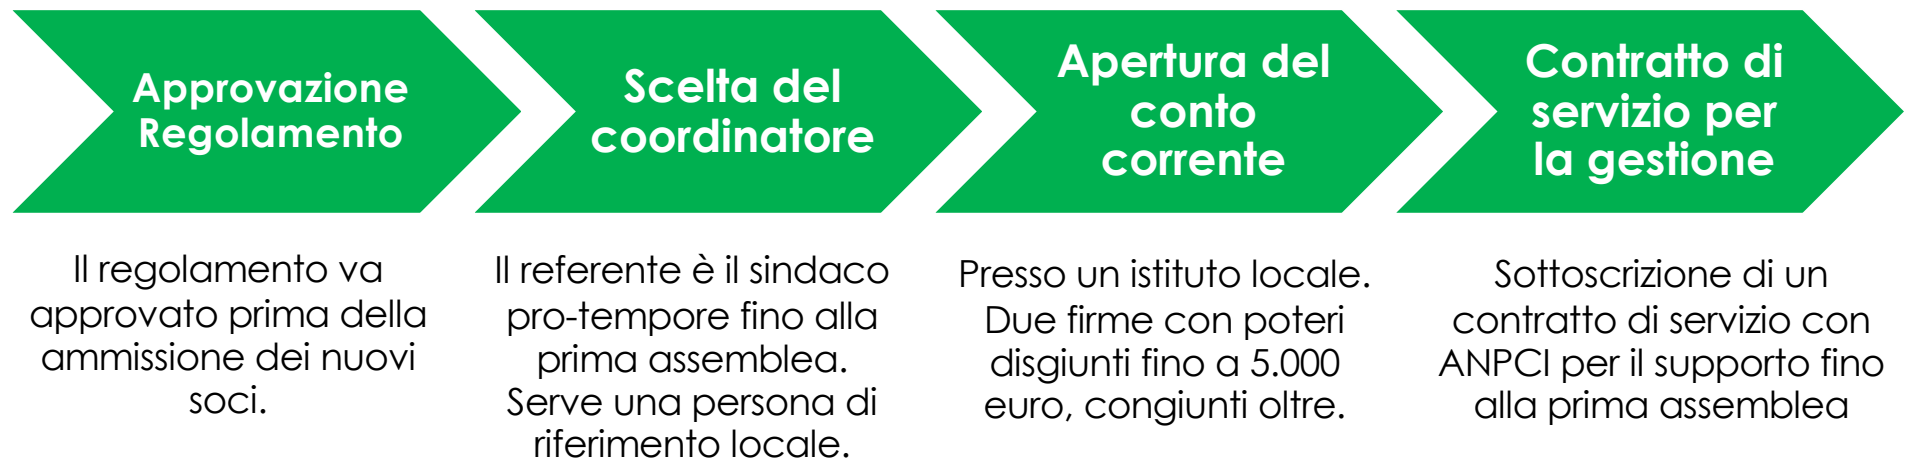 Approvazione
Regolamento
Il regolamento va
approvato prima della
ammissione dei nuovi
soci.
Scelta del
coordinatore
Il referente è il sindaco
pro-tempore fino alla
prima assemblea.
Serve una persona di
riferimento locale.
Apertura del
conto
corrente
Presso un istituto locale.
Due firme con poteri
disgiunti fino a 5.000
euro, congiunti oltre.
Contratto di
servizio per
la gestione
Sottoscrizione di un
contratto di servizio con
ANPCI per il supporto fino
alla prima assemblea